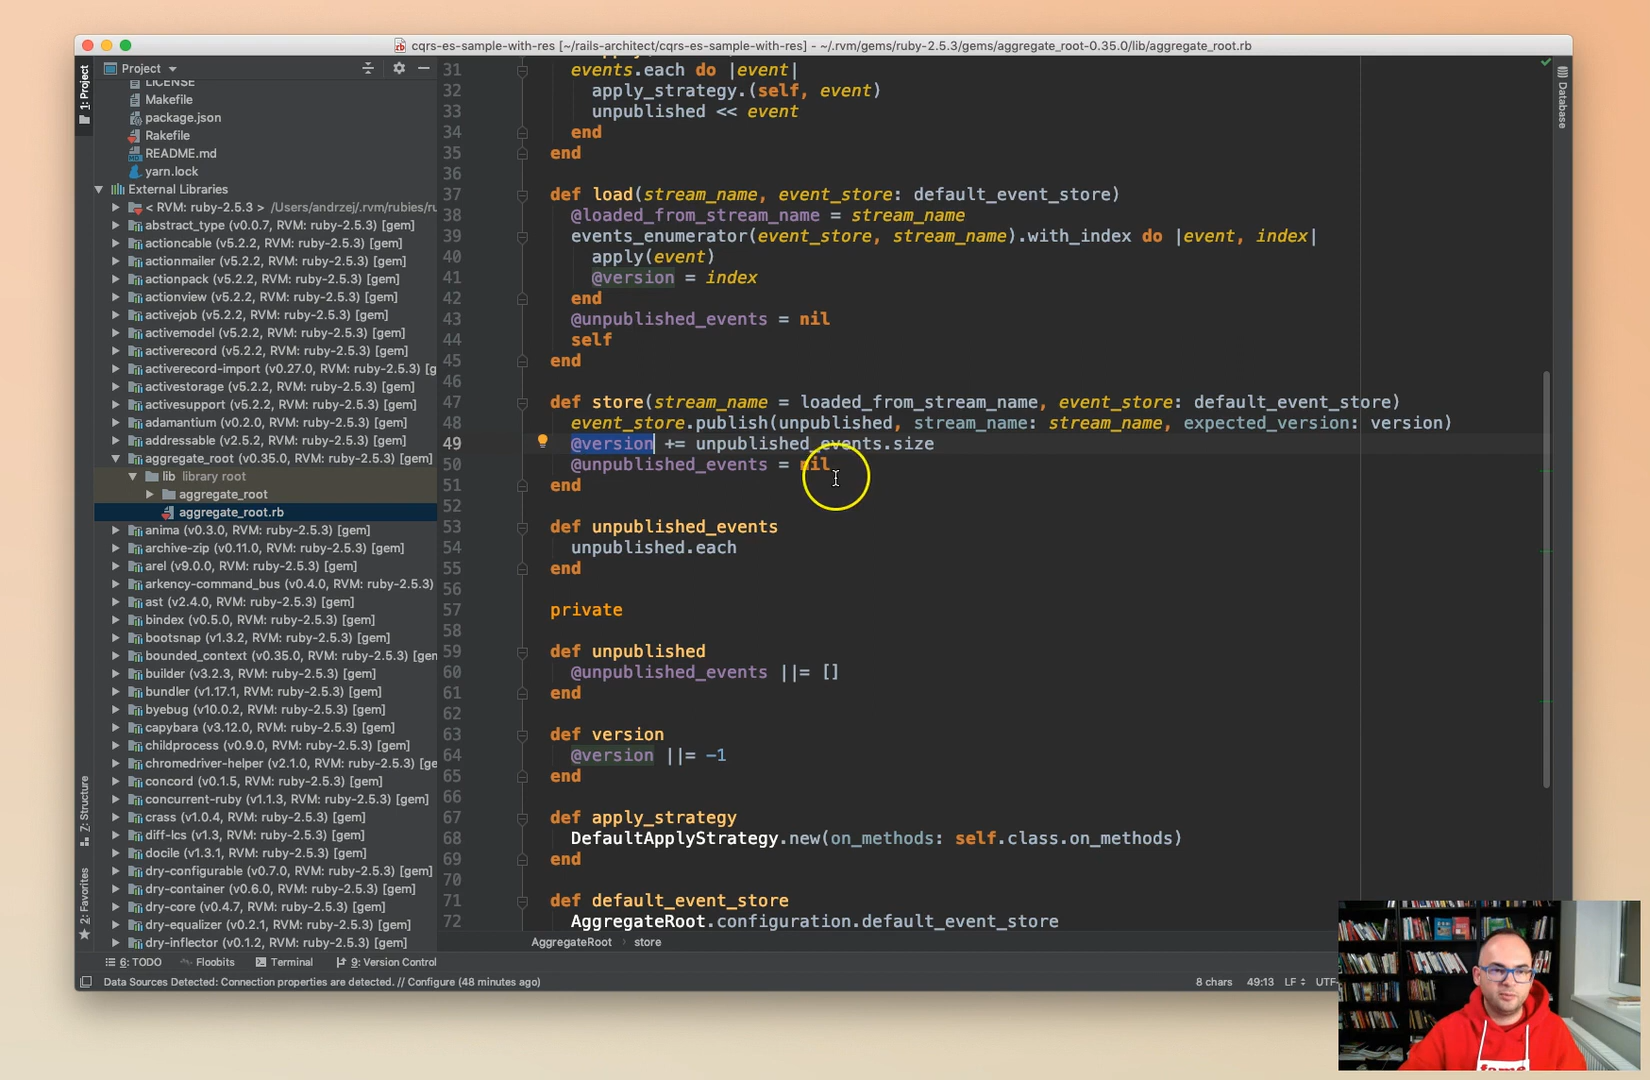 cqrs-es-sample-with-res [~/rails-architect/cqrs-es-sample-with-res] - ~/.rvm/gems/ruby-2.5.3/gems/aggregate_root-0.35.0/lib/aggregate_root.rb
1: Project
Project
LICENSE
Makefile
package.json
Rakefile
README.md
yarn.lock
External Libraries
< RVM: ruby-2.5.3 > /Users/andrzej/.rvm/rubies/ru
abstract_type (v0.0.7, RVM: ruby-2.5.3) [gem]
actioncable (v5.2.2, RVM: ruby-2.5.3) [gem]
actionmailer (v5.2.2, RVM: ruby-2.5.3) [gem]
actionpack (v5.2.2, RVM: ruby-2.5.3) [gem]
actionview (v5.2.2, RVM: ruby-2.5.3) [gem]
activejob (v5.2.2, RVM: ruby-2.5.3) [gem]
activemodel (v5.2.2, RVM: ruby-2.5.3) [gem]
activerecord (v5.2.2, RVM: ruby-2.5.3) [gem]
activerecord-import (v0.27.0, RVM: ruby-2.5.3) [g
activestorage (v5.2.2, RVM: ruby-2.5.3) [gem]
activesupport (v5.2.2, RVM: ruby-2.5.3) [gem]
adamantium (v0.2.0, RVM: ruby-2.5.3) [gem]
addressable (v2.5.2, RVM: ruby-2.5.3) [gem]
aggregate_root (v0.35.0, RVM: ruby-2.5.3) [gem]
lib library root
aggregate_root
aggregate_root.rb
anima (v0.3.0, RVM: ruby-2.5.3) [gem]
archive-zip (v0.11.0, RVM: ruby-2.5.3) [gem]
arel (v9.0.0, RVM: ruby-2.5.3) [gem]
arkency-command_bus (v0.4.0, RVM: ruby-2.5.3)
ast (v2.4.0, RVM: ruby-2.5.3) [gem]
bindex (v0.5.0, RVM: ruby-2.5.3) [gem]
bootsnap (v1.3.2, RVM: ruby-2.5.3) [gem]
bounded_context (v0.35.0, RVM: ruby-2.5.3) [gen
builder (v3.2.3, RVM: ruby-2.5.3) [gem]
bundler (v1.17.1, RVM: ruby-2.5.3) [gem]
byebug (v10.0.2, RVM: ruby-2.5.3) [gem]
capybara (v3.12.0, RVM: ruby-2.5.3) [gem]
childprocess (v0.9.0, RVM: ruby-2.5.3) [gem]
chromedriver-helper (v2.1.0, RVM: ruby-2.5.3) [ge
concord (v0.1.5, RVM: ruby-2.5.3) [gem]
concurrent-ruby (v1.1.3, RVM: ruby-2.5.3) [gem]
crass (v1.0.4, RVM: ruby-2.5.3) [gem]
diff-lcs (v1.3, RVM: ruby-2.5.3) [gem]
docile (v1.3.1, RVM: ruby-2.5.3) [gem]
dry-configurable (v0.7.0, RVM: ruby-2.5.3) [gem]
dry-container (v0.6.0, RVM: ruby-2.5.3) [gem]
dry-core (v0.4.7, RVM: ruby-2.5.3) [gem]
dry-equalizer (v0.2.1, RVM: ruby-2.5.3) [gem]
dry-inflector (v0.1.2, RVM: ruby-2.5.3) [gem]
7: Structure
2: Favorites
31 events.each do |event|
32 apply_strategy.(self, event)
33 unpublished << event
34 end
35 end
36
37 def load(stream_name, event_store: default_event_store)
38 @loaded_from_stream_name = stream_name
39 events_enumerator(event_store, stream_name).with_index do |event, index|
40 apply(event)
41 @version = index
42 end
43 @unpublished_events = nil
44 self
45 end
46
47 def store(stream_name = loaded_from_stream_name, event_store: default_event_store)
48 event_store.publish(unpublished, stream_name: stream_name, expected_version: version)
49 @version += unpublished_events.size
50 @unpublished_events = nil
51 end
52
53 def unpublished_events
54 unpublished.each
55 end
56
57 private
58
59 def unpublished
60 @unpublished_events ||= []
61 end
62
63 def version
64 @version ||= -1
65 end
66
67 def apply_strategy
68 DefaultApplyStrategy.new(on_methods: self.class.on_methods)
69 end
70
71 def default_event_store
72 AggregateRoot.configuration.default_event_store
Database
AggregateRoot › store
6: TODO Floobits Terminal 9: Version Control
Data Sources Detected: Connection properties are detected. // Configure (48 minutes ago) 8 chars 49:13 LF UTF-